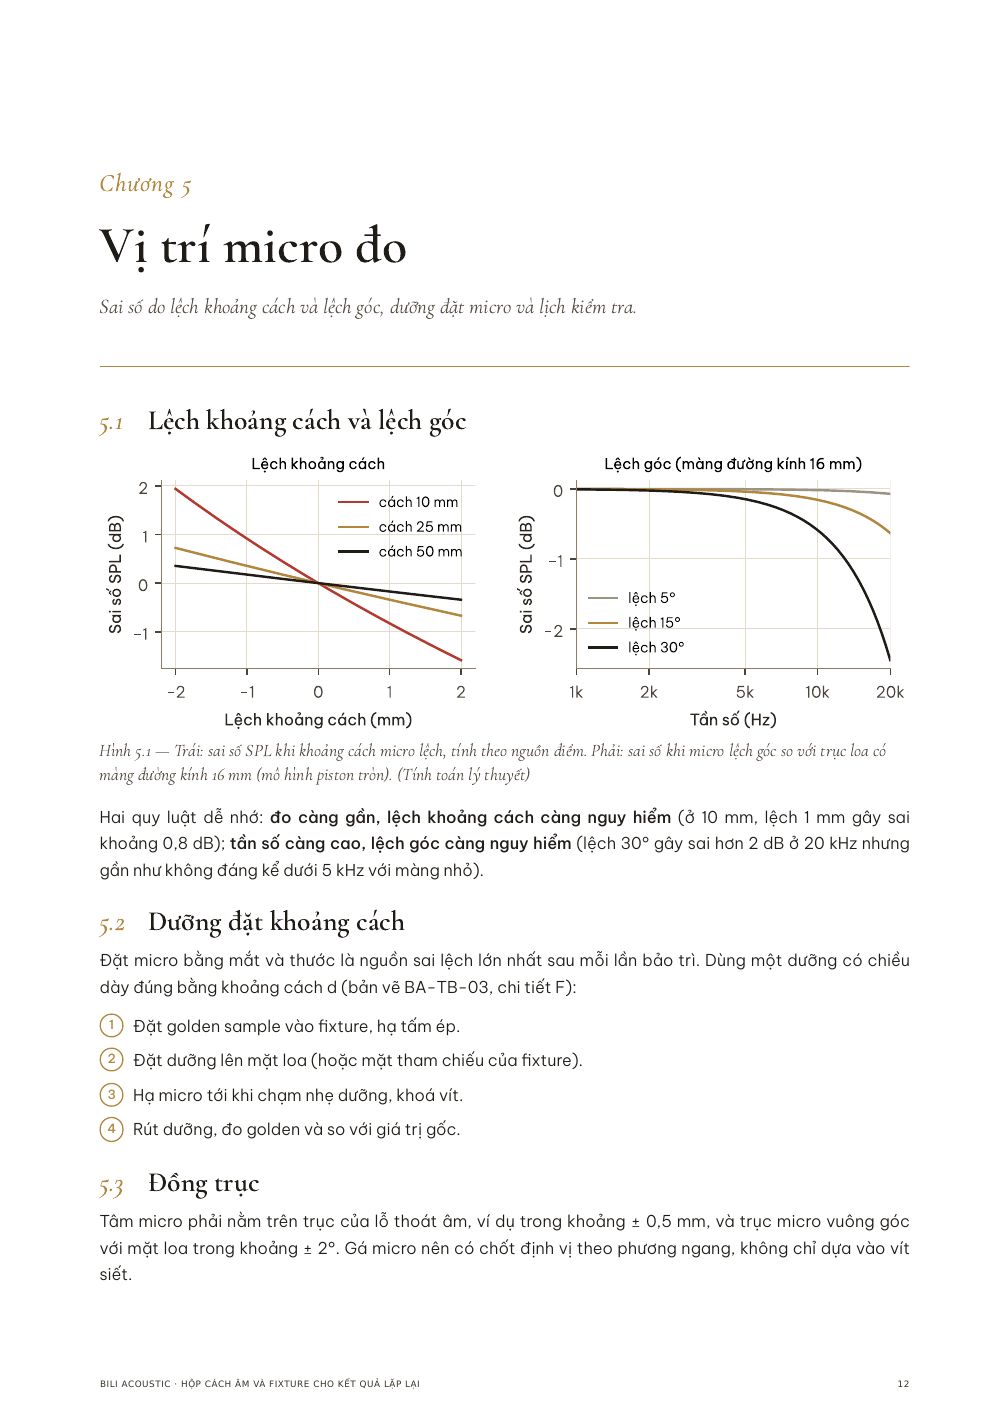 Chương 5
Vị trí micro đo
Sai số do lệch khoảng cách và lệch góc, dưỡng đặt micro và lịch kiểm tra.
5.1 Lệch khoảng cách và lệch góc
Lệch khoảng cách
2
1
0
−1
Sai số SPL (dB)
cách 10 mm
cách 25 mm
cách 50 mm
−2 −1 0 1 2
Lệch khoảng cách (mm)
Lệch góc (màng đường kính 16 mm)
0
−1
−2
Sai số SPL (dB)
lệch 5°
lệch 15°
lệch 30°
1k 2k 5k 10k 20k
Tần số (Hz)
Hình 5.1 — Trái: sai số SPL khi khoảng cách micro lệch, tính theo nguồn điểm. Phải: sai số khi micro lệch góc so với trục loa có
màng đường kính 16 mm (mô hình piston tròn). (Tính toán lý thuyết)
Hai quy luật dễ nhớ: đo càng gần, lệch khoảng cách càng nguy hiểm (ở 10 mm, lệch 1 mm gây sai
khoảng 0,8 dB); tần số càng cao, lệch góc càng nguy hiểm (lệch 30° gây sai hơn 2 dB ở 20 kHz nhưng
gần như không đáng kể dưới 5 kHz với màng nhỏ).
5.2 Dưỡng đặt khoảng cách
Đặt micro bằng mắt và thước là nguồn sai lệch lớn nhất sau mỗi lần bảo trì. Dùng một dưỡng có chiều
dày đúng bằng khoảng cách d (bản vẽ BA-TB-03, chi tiết F):
1 Đặt golden sample vào fixture, hạ tấm ép.
2 Đặt dưỡng lên mặt loa (hoặc mặt tham chiếu của fixture).
3 Hạ micro tới khi chạm nhẹ dưỡng, khoá vít.
4 Rút dưỡng, đo golden và so với giá trị gốc.
5.3 Đồng trục
Tâm micro phải nằm trên trục của lỗ thoát âm, ví dụ trong khoảng ± 0,5 mm, và trục micro vuông góc
với mặt loa trong khoảng ± 2°. Gá micro nên có chốt định vị theo phương ngang, không chỉ dựa vào vít
siết.
BILI ACOUSTIC · HỘP CÁCH ÂM VÀ FIXTURE CHO KẾT QUẢ LẶP LẠI 12